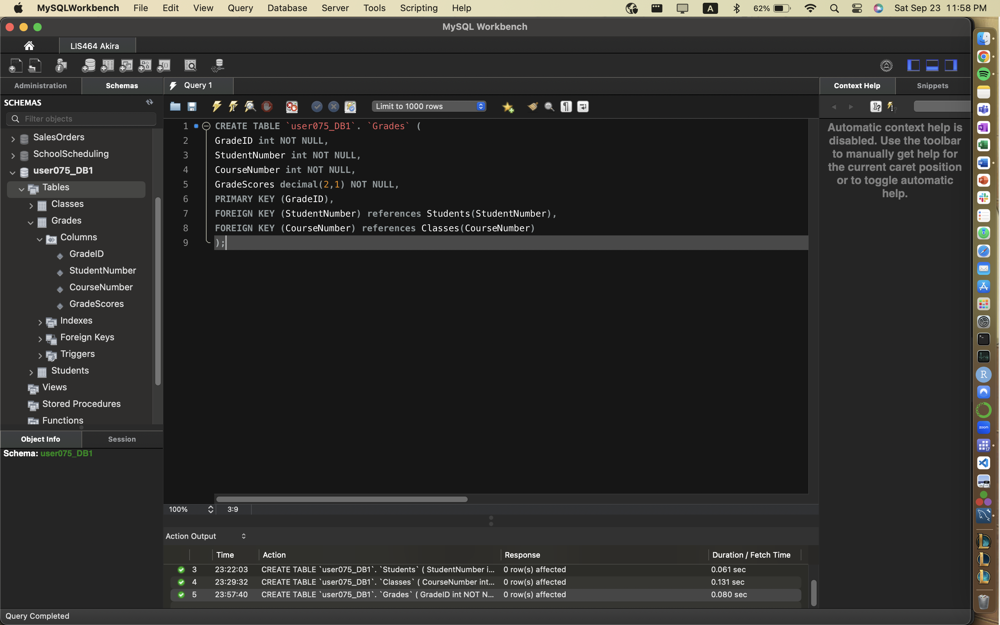 MySQLWorkbench File Edit View Query Database Server Tools Scripting Help A 62% Sat Sep 23 11:58 PM
MySQL Workbench
LIS464 Akira
Administration Schemas Query 1 Context Help Snippets
SCHEMAS
Limit to 1000 rows
Filter objects
SalesOrders
SchoolScheduling
user075_DB1
Tables
Classes
Grades
Columns
GradeID
StudentNumber
CourseNumber
GradeScores
Indexes
Foreign Keys
Triggers
Students
Views
Stored Procedures
Functions
Object Info Session
Schema: user075_DB1
1 CREATE TABLE `user075_DB1`. `Grades` (
2 GradeID int NOT NULL,
3 StudentNumber int NOT NULL,
4 CourseNumber int NOT NULL,
5 GradeScores decimal(2,1) NOT NULL,
6 PRIMARY KEY (GradeID),
7 FOREIGN KEY (StudentNumber) references Students(StudentNumber),
8 FOREIGN KEY (CourseNumber) references Classes(CourseNumber)
9 );
Automatic context help is
disabled. Use the toolbar
to manually get help for
the current caret position
or to toggle automatic
help.
100% 3:9
Action Output
Time Action Response Duration / Fetch Time
3 23:22:03 CREATE TABLE `user075_DB1`. `Students` ( StudentNumber i... 0 row(s) affected 0.061 sec
4 23:29:32 CREATE TABLE `user075_DB1`. `Classes` ( CourseNumber int... 0 row(s) affected 0.131 sec
5 23:57:40 CREATE TABLE `user075_DB1`. `Grades` ( GradeID int NOT N... 0 row(s) affected 0.080 sec
Query Completed
R
zoom
17